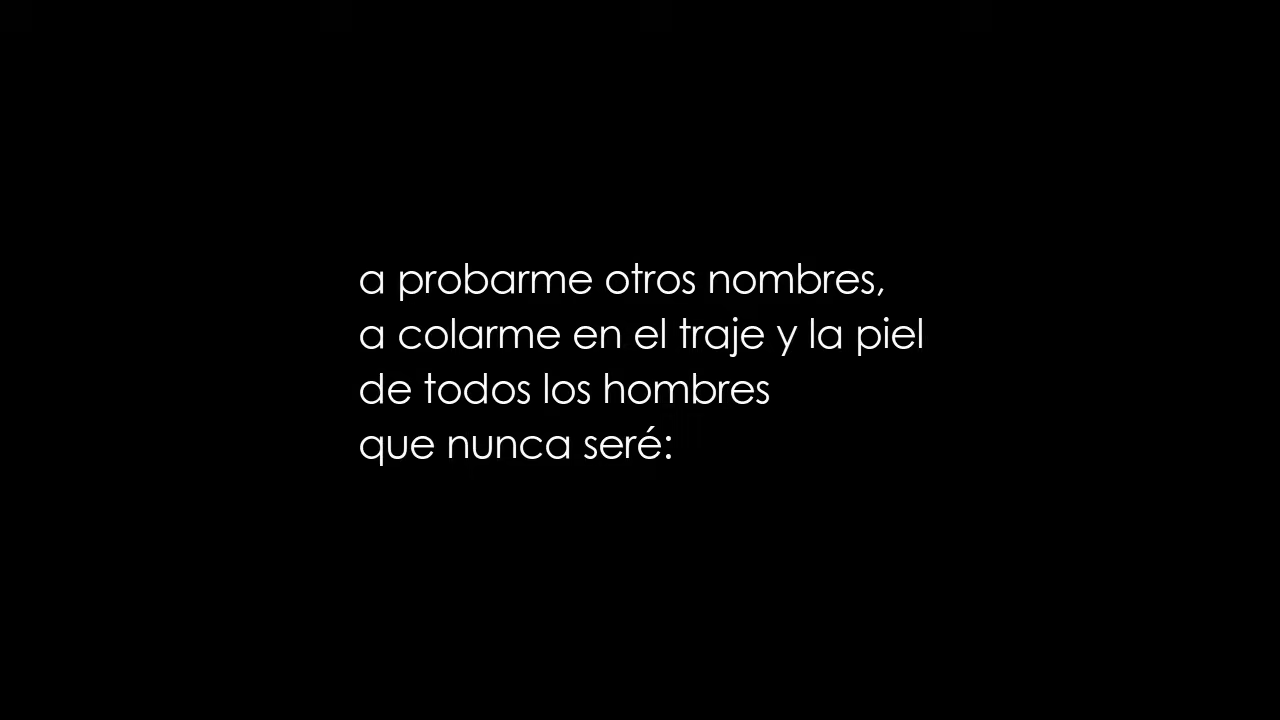 a probarme otros nombres,
a colarme en el traje y la piel
de todos los hombres
que nunca seré: